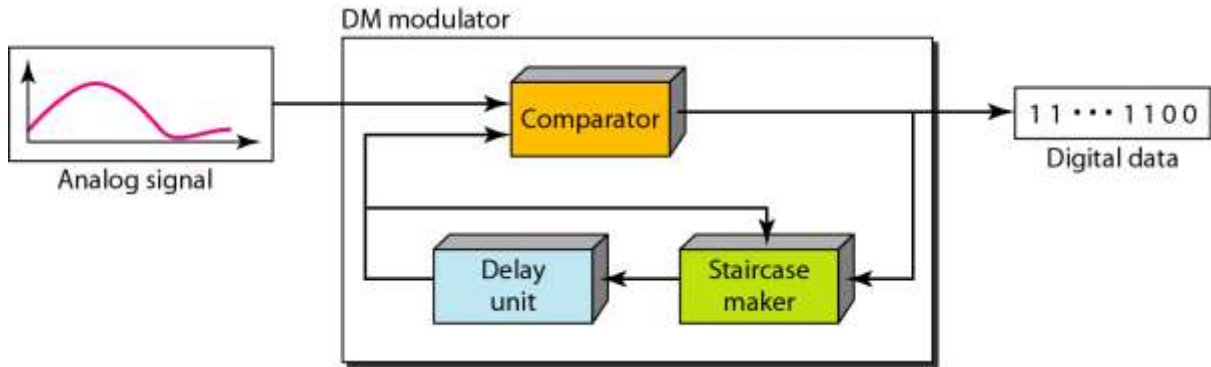 DM modulator
Comparator
11 ··· 1100
Digital data
Analog signal
Delay
unit
Staircase
maker